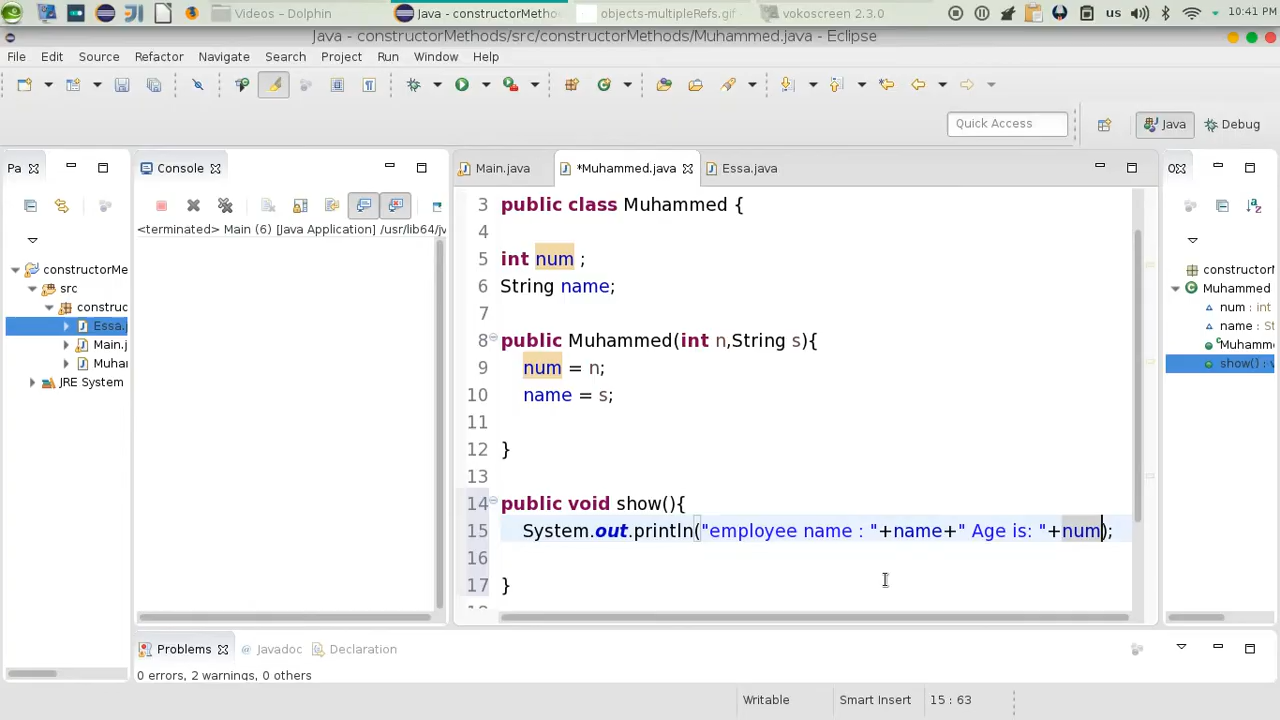 Videos – Dolphin
Java - constructorMetho
objects-multipleRefs.gif
vokoscreen 2.3.0
us
10:41 PM
Java - constructorMethods/src/constructorMethods/Muhammed.java - Eclipse
File Edit Source Refactor Navigate Search Project Run Window Help
Quick Access
Java
Debug
Pa
Console
Main.java
*Muhammed.java
Essa.java
<terminated> Main (6) [Java Application] /usr/lib64/jv
constructorMe
src
construc
Essa.j
Main.j
Muha
JRE System
3 public class Muhammed {
4
5 int num ;
6 String name;
7
8 public Muhammed(int n,String s){
9 num = n;
10 name = s;
11
12 }
13
14 public void show(){
15 System.out.println("employee name : "+name+" Age is: "+num);
16
17 }
constructorM
Muhammed
num : int
name : S
Muhamme
show() : v
Problems
@ Javadoc
Declaration
0 errors, 2 warnings, 0 others
Writable
Smart Insert
15 : 63